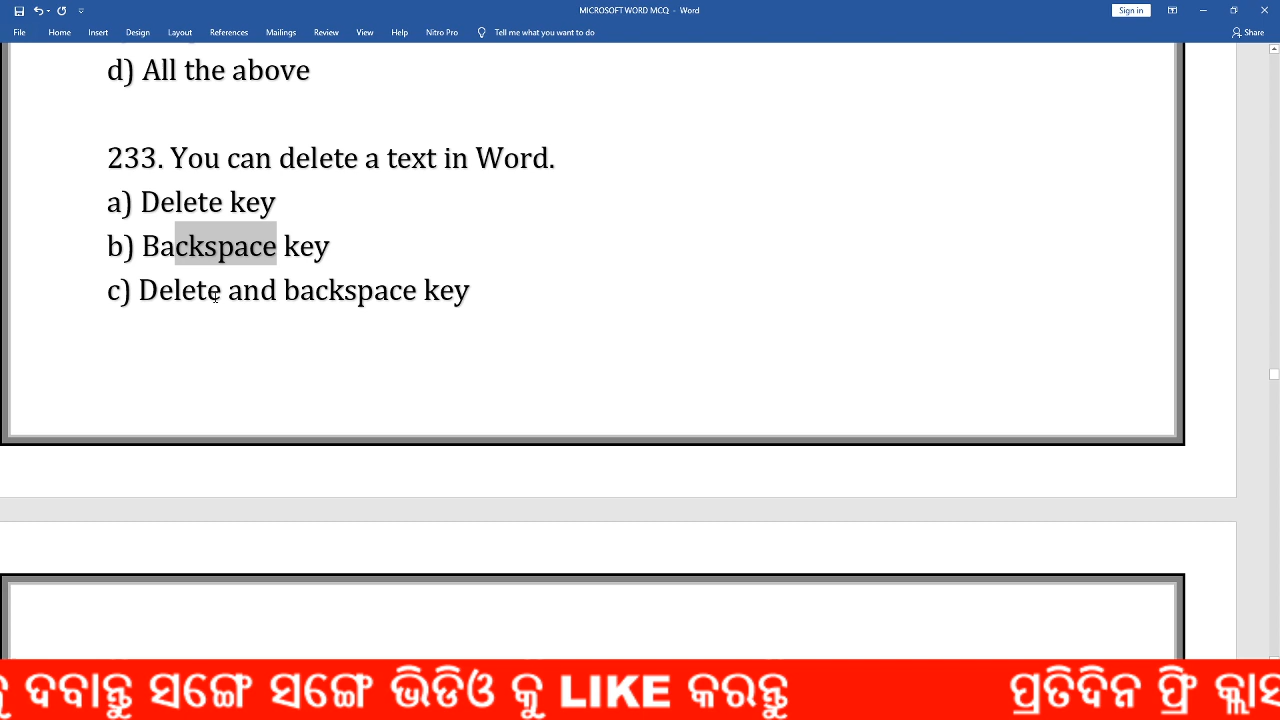 MICROSOFT WORD MCQ - Word
Sign in
File Home Insert Design Layout References Mailings Review View Help Nitro Pro Tell me what you want to do Share
d) All the above
233. You can delete a text in Word.
a) Delete key
b) Backspace key
c) Delete and backspace key
ଦବାନ୍ତୁ ସଙ୍ଗେ ସଙ୍ଗେ ଭିଡିଓ କୁ LIKE କରନ୍ତୁ ପ୍ରତିଦିନ ଫ୍ରି